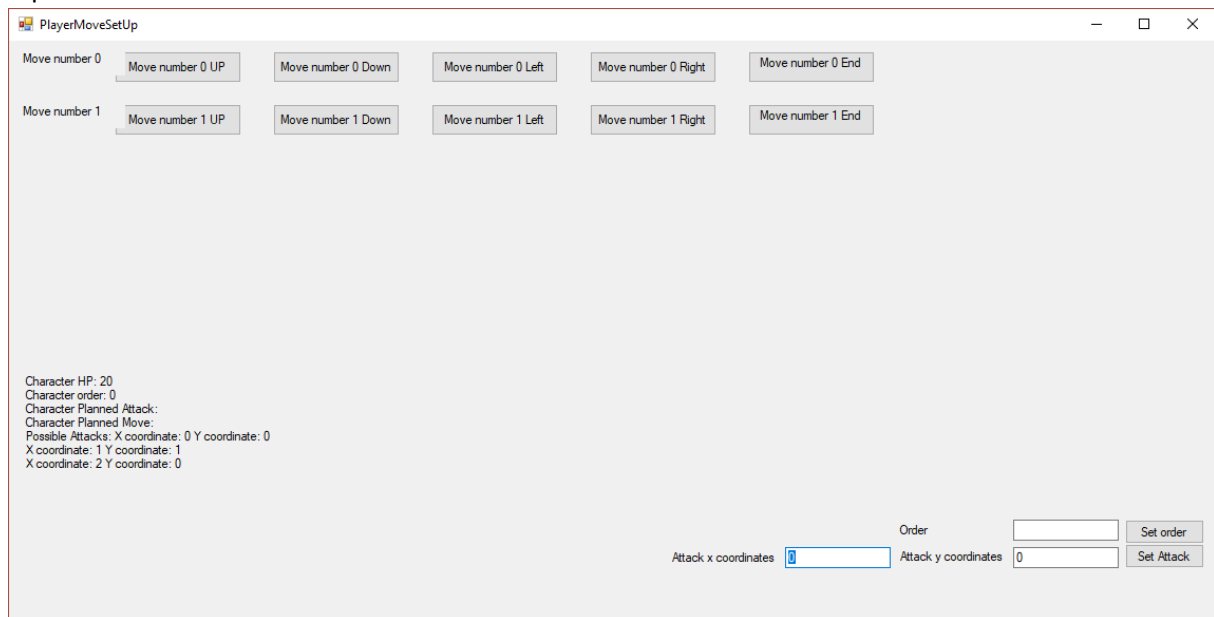 PlayerMoveSetUp
Move number 0 Move number 0 UP Move number 0 Down Move number 0 Left Move number 0 Right Move number 0 End
Move number 1 Move number 1 UP Move number 1 Down Move number 1 Left Move number 1 Right Move number 1 End
Character HP: 20
Character order: 0
Character Planned Attack:
Character Planned Move:
Possible Attacks: X coordinate: 0 Y coordinate: 0
X coordinate: 1 Y coordinate: 1
X coordinate: 2 Y coordinate: 0
Order Set order
Attack x coordinates 0 Attack y coordinates 0 Set Attack